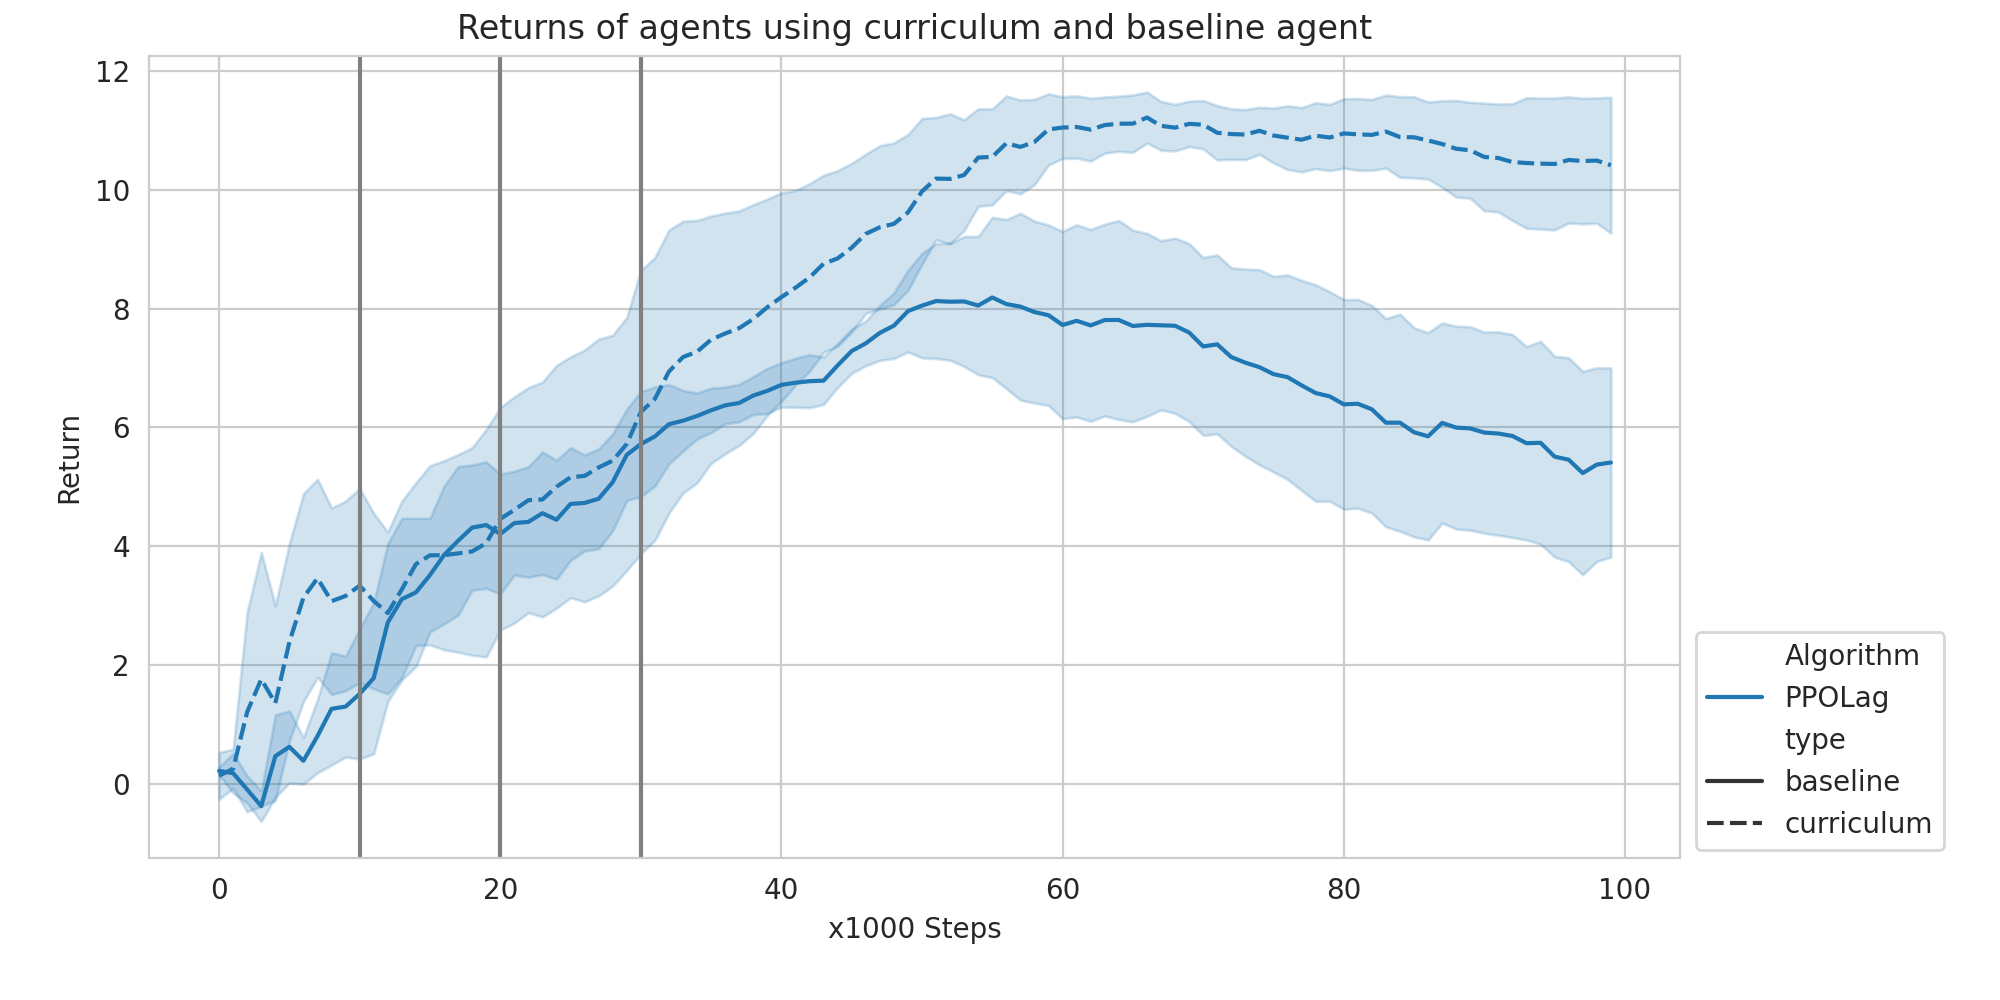 Returns of agents using curriculum and baseline agent
12
10
8
6
4
2
0
Return
0 20 40 60 80 100
x1000 Steps
Algorithm
PPOLag
type
baseline
curriculum